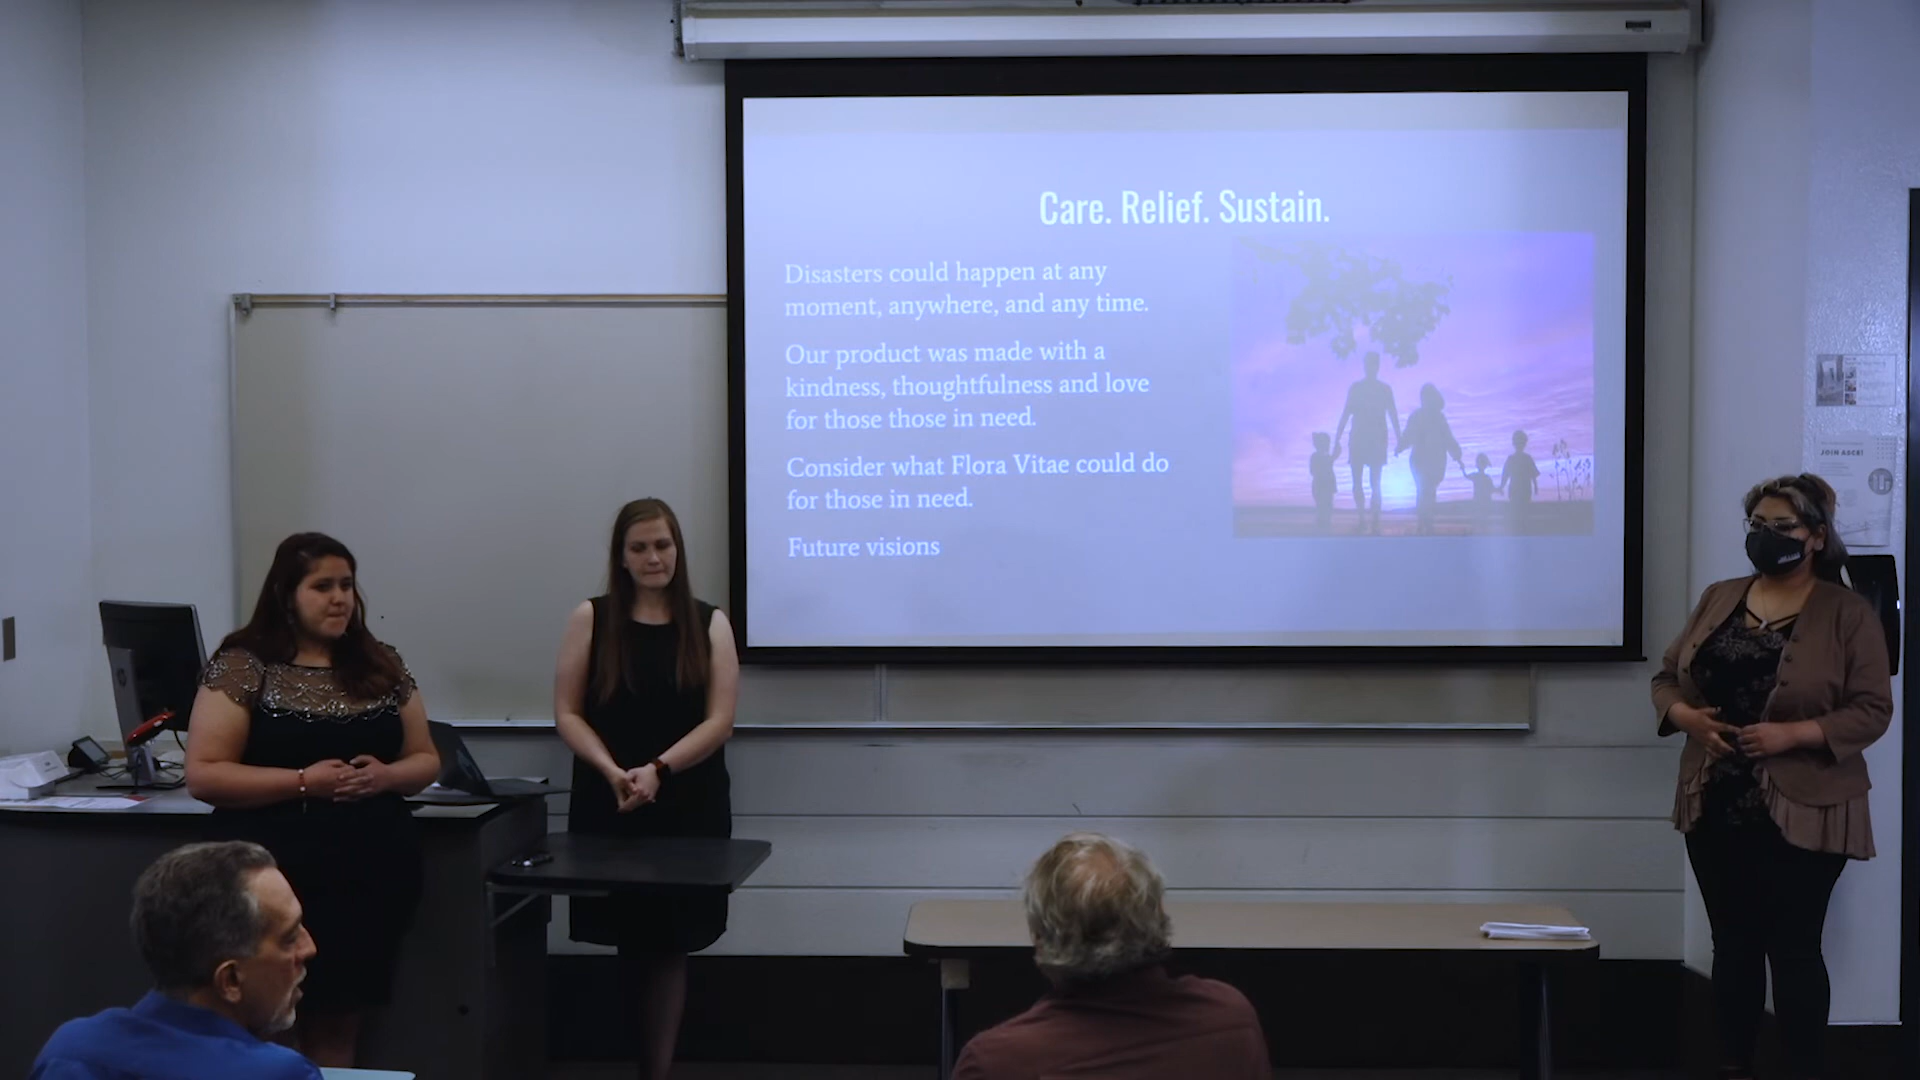 Care. Relief. Sustain.
Disasters could happen at any
moment, anywhere, and any time.
Our product was made with a
kindness, thoughtfulness and love
for those those in need.
Consider what Flora Vitae could do
for those in need.
Future visions
JOIN ASCE!